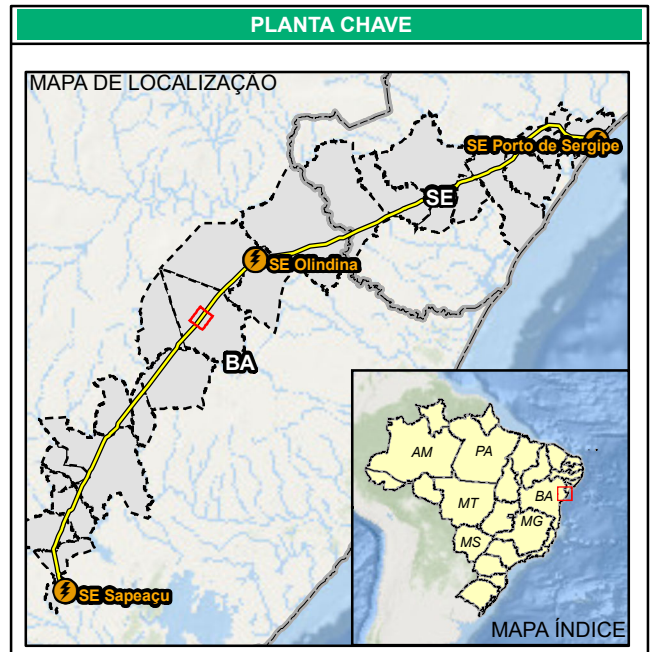 PLANTA CHAVE
MAPA DE LOCALIZAÇÃO
SE Porto de Sergipe
SE
SE Olindina
BA
AM
PA
BA
MT
MG
MS
SE Sapeaçu
MAPA ÍNDICE